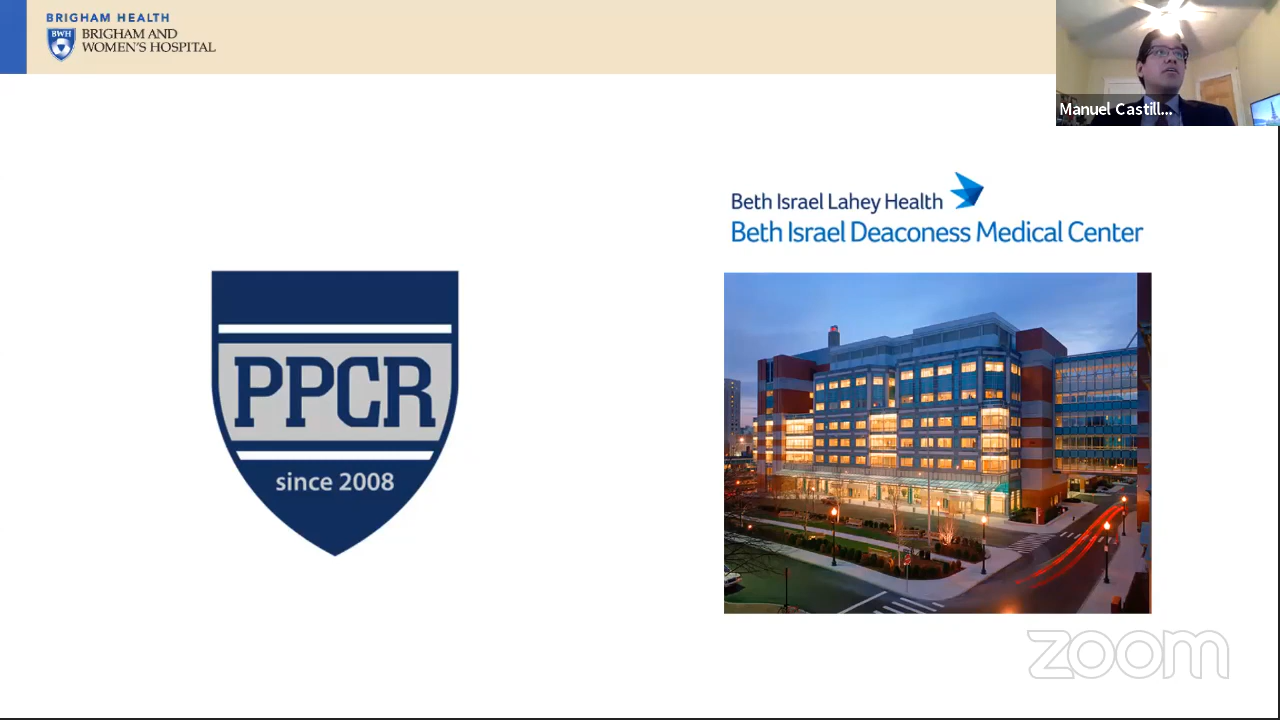 BRIGHAM HEALTH
BWH
BRIGHAM AND
WOMEN'S HOSPITAL
Manuel Castill...
Beth Israel Lahey Health
Beth Israel Deaconess Medical Center
PPCR
since 2008
zoom